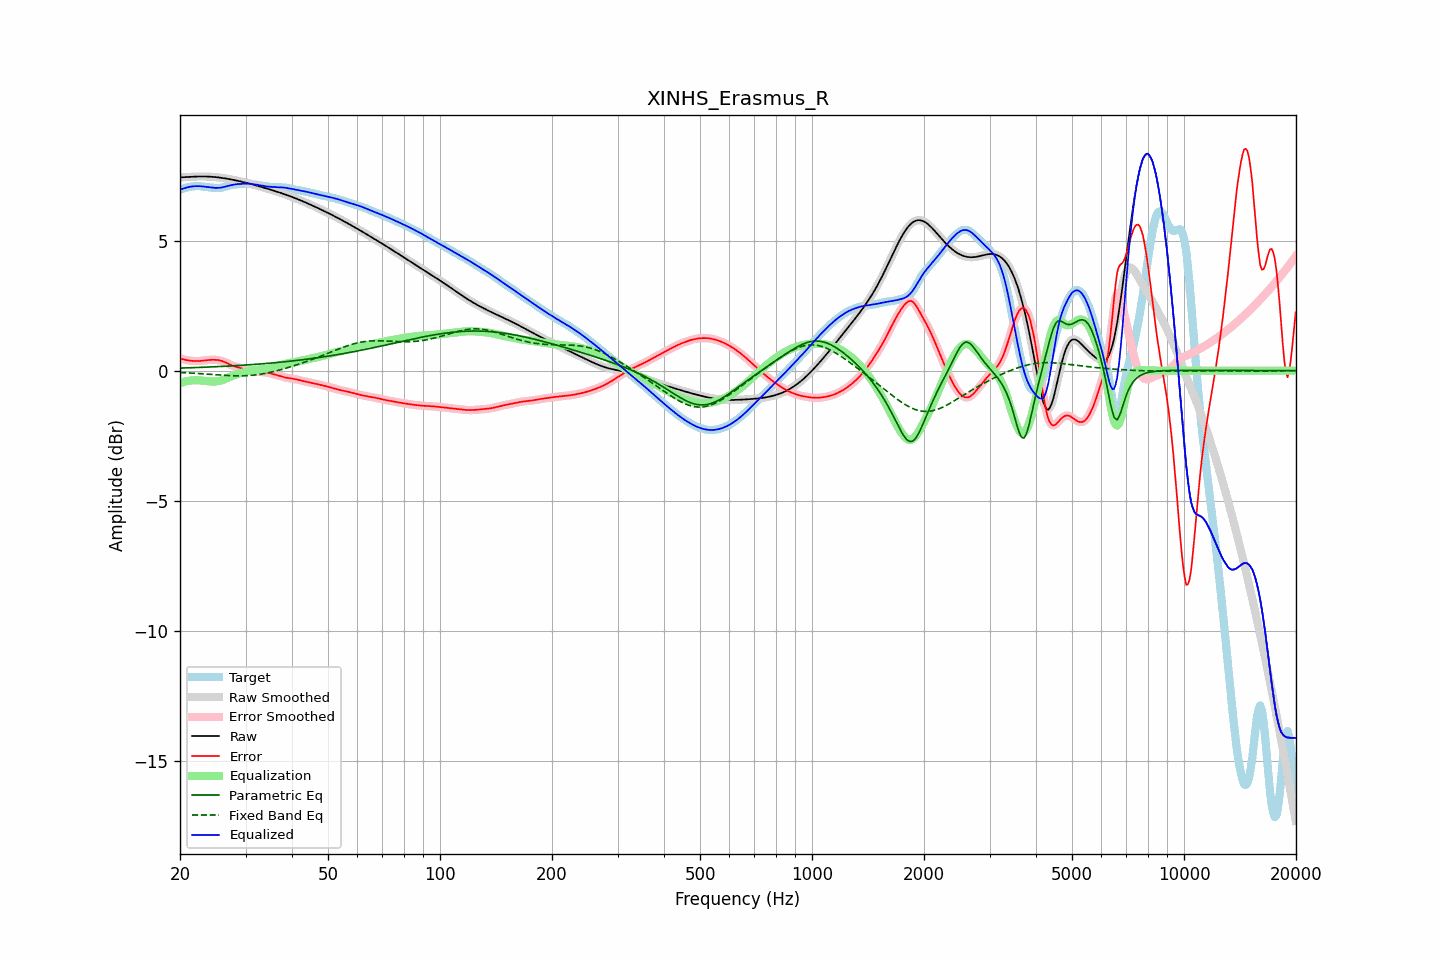 XINHS_Erasmus_R
Amplitude (dBr)
5
0
−5
−10
−15
Target
Raw Smoothed
Error Smoothed
Raw
Error
Equalization
Parametric Eq
Fixed Band Eq
Equalized
20 50 100 200 500 1000 2000 5000 10000 20000
Frequency (Hz)